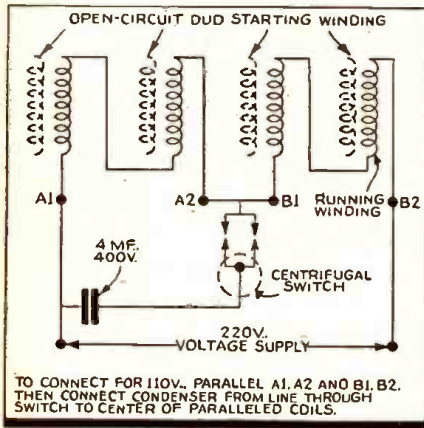 OPEN-CIRCUIT DUD STARTING WINDING
A1
A2
B1
B2
RUNNING
WINDING
4 MF.
400V.
CENTRIFUGAL
SWITCH
220V.
VOLTAGE SUPPLY
TO CONNECT FOR 110V., PARALLEL A1. A2 AND B1. B2.
THEN CONNECT CONDENSER FROM LINE THROUGH
SWITCH TO CENTER OF PARALLELED COILS.